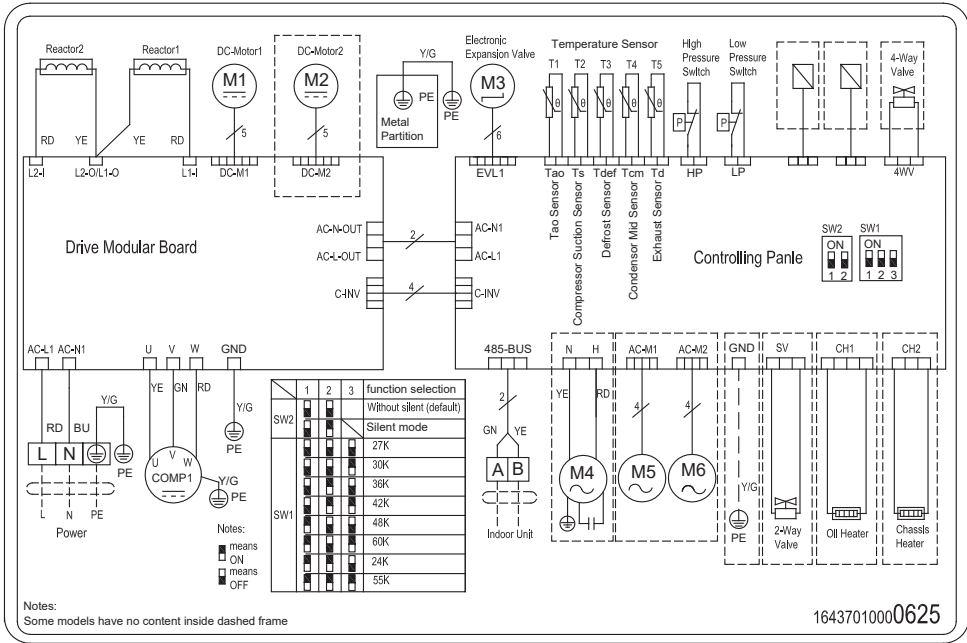 Reactor2
Reactor1
DC-Motor1
DC-Motor2
Electronic
Expansion Valve
Temperature Sensor
High
Pressure
Switch
Low
Pressure
Switch
4-Way
Valve
T1 T2 T3 T4 T5
M1
M2
M3
Y/G
PE
PE
Metal
Partition
θ θ θ θ θ
P
P
RD YE YE RD
5
5
6
L2-I
L2-O/L1-O
L1-I
DC-M1
DC-M2
EVL1
Tao Ts Tdef Tcm Td
HP
LP
4WV
Tao Sensor
Compressor Suction Sensor
Defrost Sensor
Condensor Mid Sensor
Exhaust Sensor
Drive Modular Board
AC-N-OUT
AC-L-OUT
C-INV
2
4
AC-N1
AC-L1
C-INV
Controlling Panle
SW2 SW1
ON ON
1 2 1 2 3
AC-L1 AC-N1
U V W
GND
485-BUS
N H
AC-M1 AC-M2
GND
SV
CH1
CH2
RD BU
Y/G
L N
PE
L N PE
Power
YE GN RD
U V W
COMP1
Y/G
PE
Y/G
PE
Notes:
means
ON
means
OFF
1 2 3 function selection
SW2
Without silent (default)
Silent mode
SW1
27K
30K
36K
42K
48K
60K
24K
55K
2
GN YE
A B
Indoor Unit
YE RD
M4
4
4
M5
M6
Y/G
PE
2-Way
Valve
Oil Heater
Chassis
Heater
Notes:
Some models have no content inside dashed frame
16437010000625